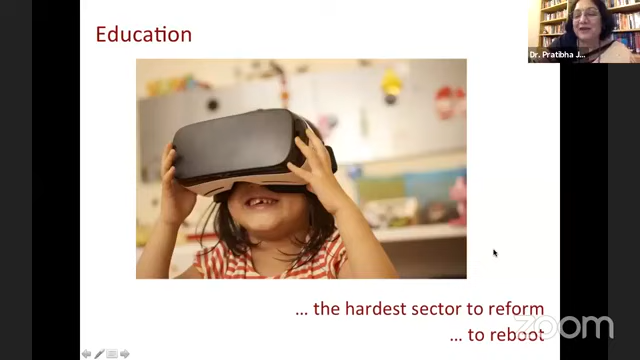 Education
Dr. Pratibha J...
... the hardest sector to reform
... to reboot
zoom